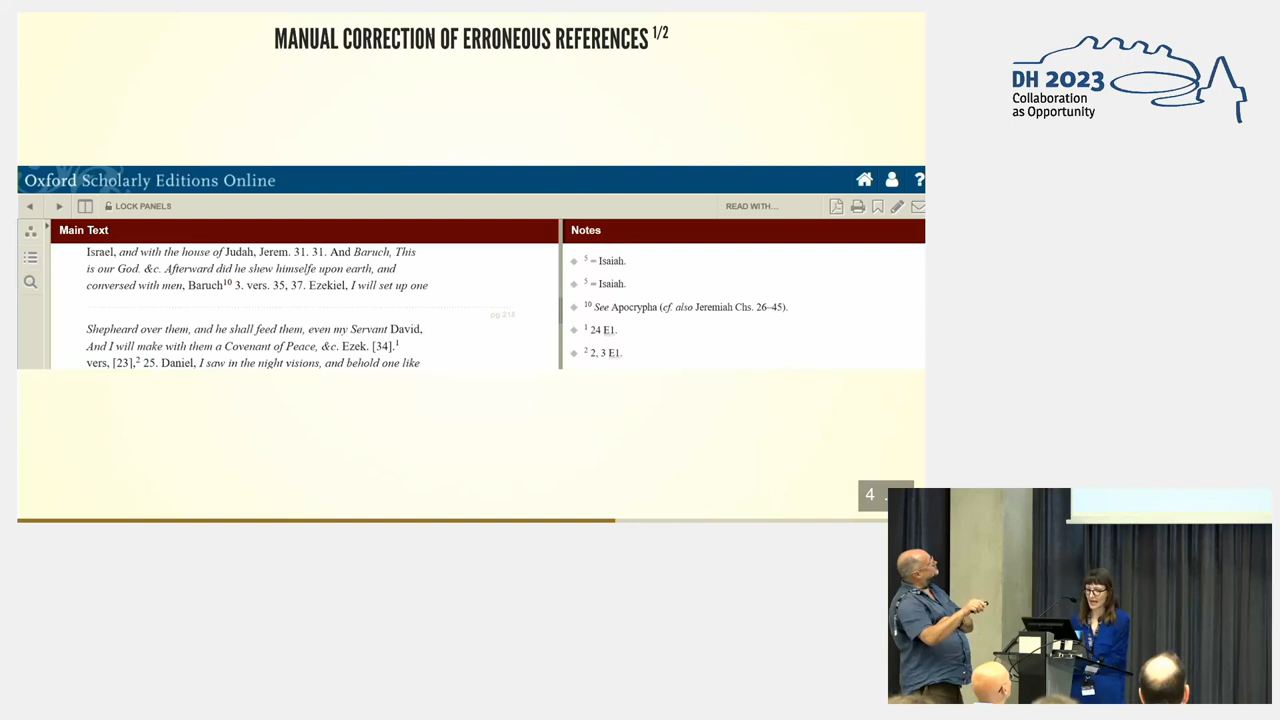 MANUAL CORRECTION OF ERRONEOUS REFERENCES 1/2
DH 2023
Collaboration
as Opportunity
Oxford Scholarly Editions Online
?
LOCK PANELS
READ WITH...
Main Text
Notes
Israel, and with the house of Judah, Jerem. 31. 31. And Baruch, This
is our God. &c. Afterward did he shew himselfe upon earth, and
conversed with men, Baruch10 3. vers. 35, 37. Ezekiel, I will set up one
pg 218
Shepheard over them, and he shall feed them, even my Servant David,
And I will make with them a Covenant of Peace, &c. Ezek. [34].1
vers, [23],2 25. Daniel, I saw in the night visions, and behold one like
5 = Isaiah.
5 = Isaiah.
10 See Apocrypha (cf. also Jeremiah Chs. 26–45).
1 24 E1.
2 2, 3 E1.
4 .